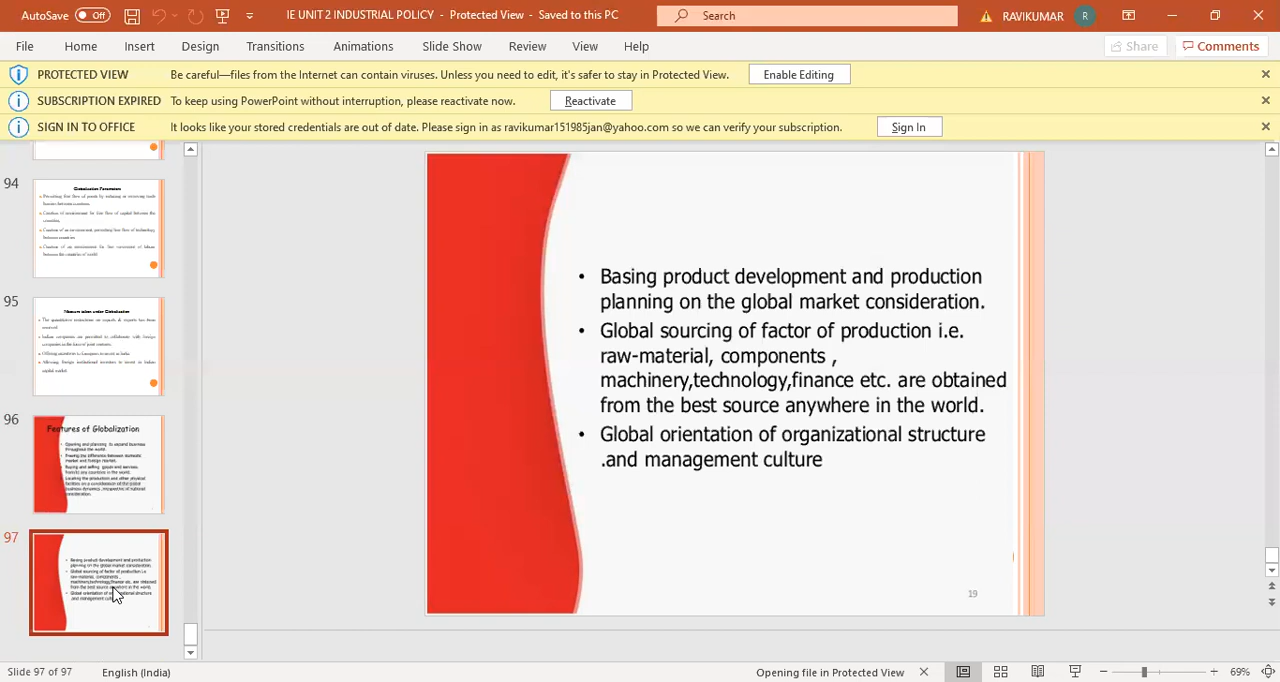 AutoSave Off IE UNIT 2 INDUSTRIAL POLICY - Protected View - Saved to this PC Search RAVIKUMAR R
File Home Insert Design Transitions Animations Slide Show Review View Help Share Comments
PROTECTED VIEW Be careful—files from the Internet can contain viruses. Unless you need to edit, it's safer to stay in Protected View. Enable Editing
SUBSCRIPTION EXPIRED To keep using PowerPoint without interruption, please reactivate now. Reactivate
SIGN IN TO OFFICE It looks like your stored credentials are out of date. Please sign in as ravikumar151985jan@yahoo.com so we can verify your subscription. Sign In
94
Globalization Parameters
95
Measures taken under Globalization
96
Features of Globalization
97
• Basing product development and production
planning on the global market consideration.
• Global sourcing of factor of production i.e.
raw-material, components ,
machinery,technology,finance etc. are obtained
from the best source anywhere in the world.
• Global orientation of organizational structure
.and management culture
19
Slide 97 of 97 English (India) Opening file in Protected View 69%